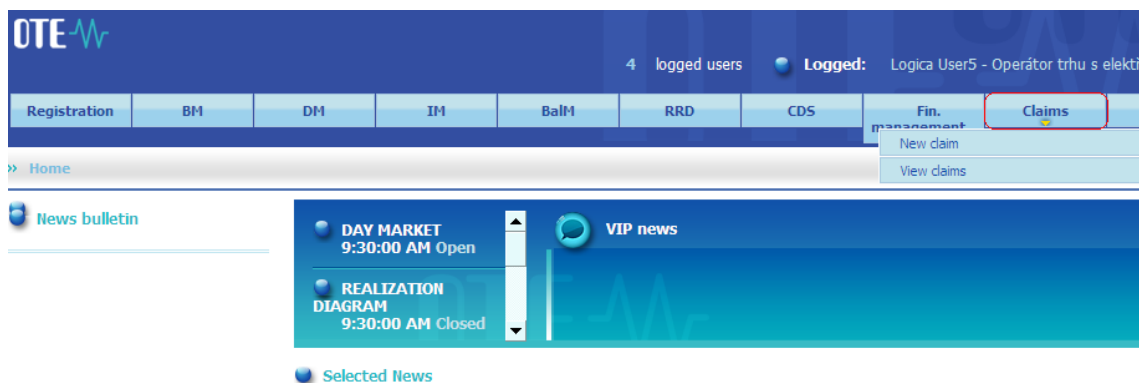 OTE
4 logged users Logged: Logica User5 - Operátor trhu s elektři
Registration BM DM IM BalM RRD CDS Fin. management Claims
New claim
View claims
» Home
News bulletin
DAY MARKET
9:30:00 AM Open
VIP news
REALIZATION
DIAGRAM
9:30:00 AM Closed
Selected News